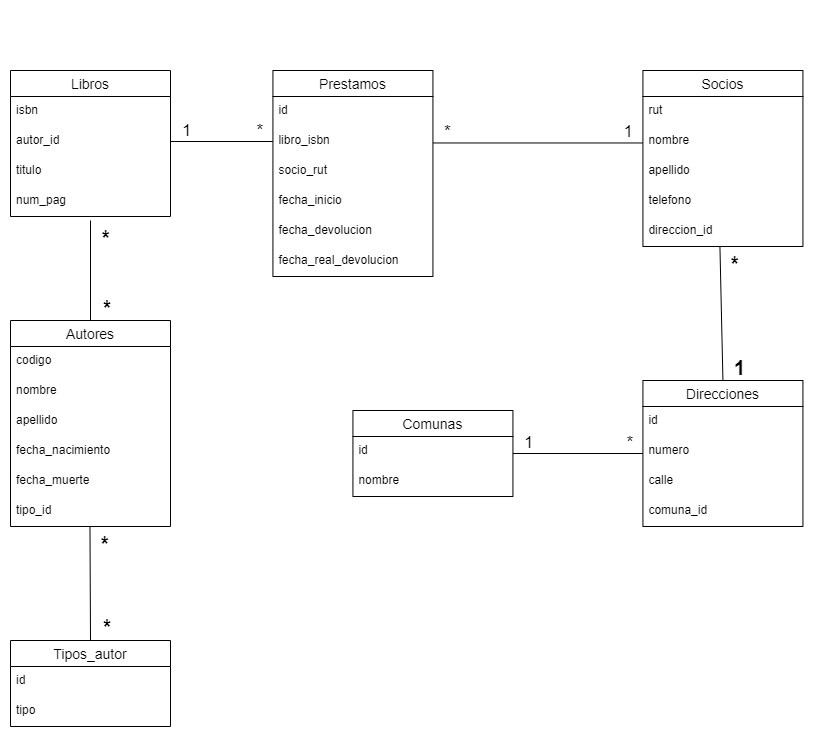 Libros
isbn
autor_id
titulo
num_pag
1
*
Prestamos
id
libro_isbn
socio_rut
fecha_inicio
fecha_devolucion
fecha_real_devolucion
*
1
Socios
rut
nombre
apellido
telefono
direccion_id
*
*
Autores
codigo
nombre
apellido
fecha_nacimiento
fecha_muerte
tipo_id
*
*
Tipos_autor
id
tipo
*
1
Direcciones
id
numero
calle
comuna_id
Comunas
id
nombre
1
*